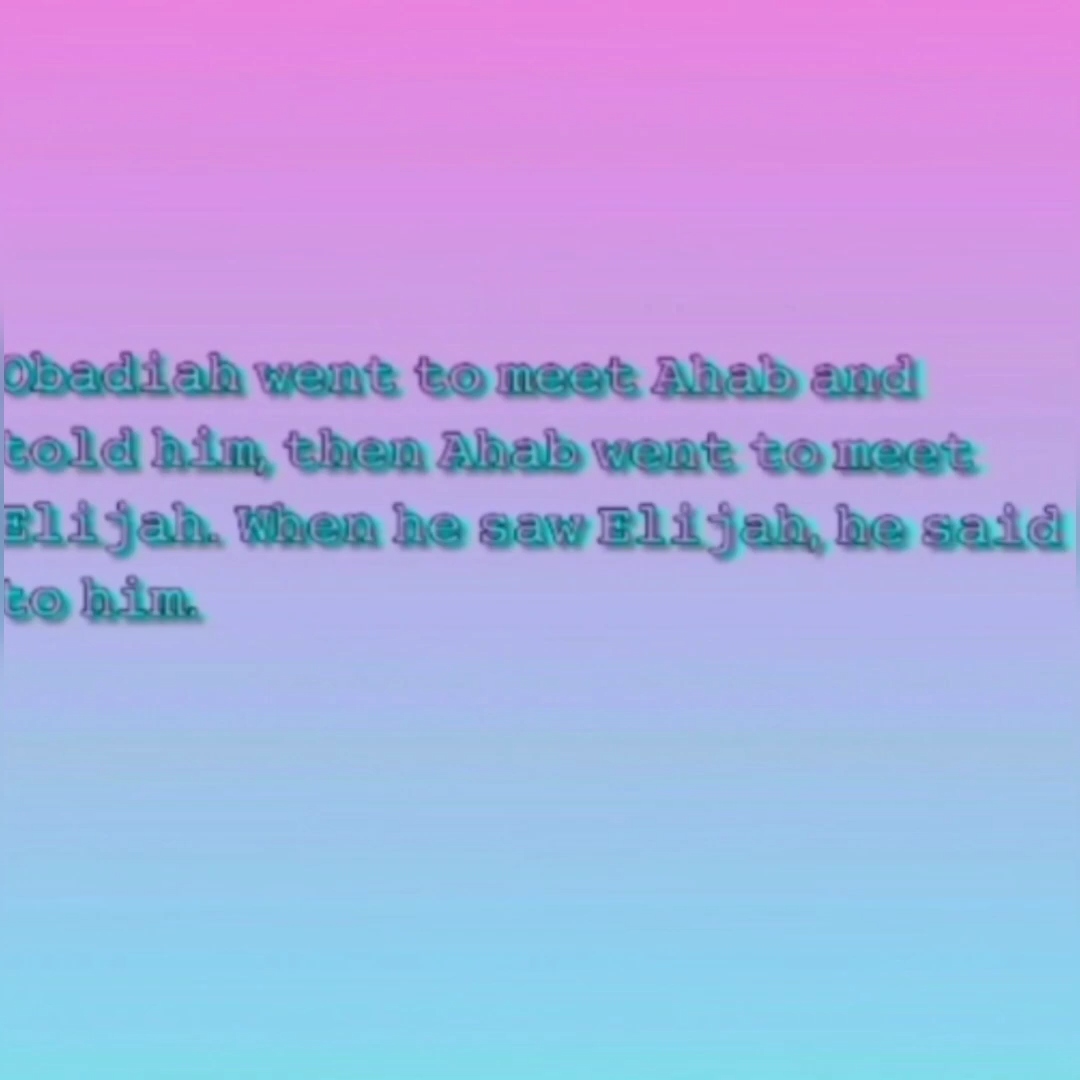 Obadiah went to meet Ahab and
told him, then Ahab went to meet
Elijah. When he saw Elijah, he said
to him.